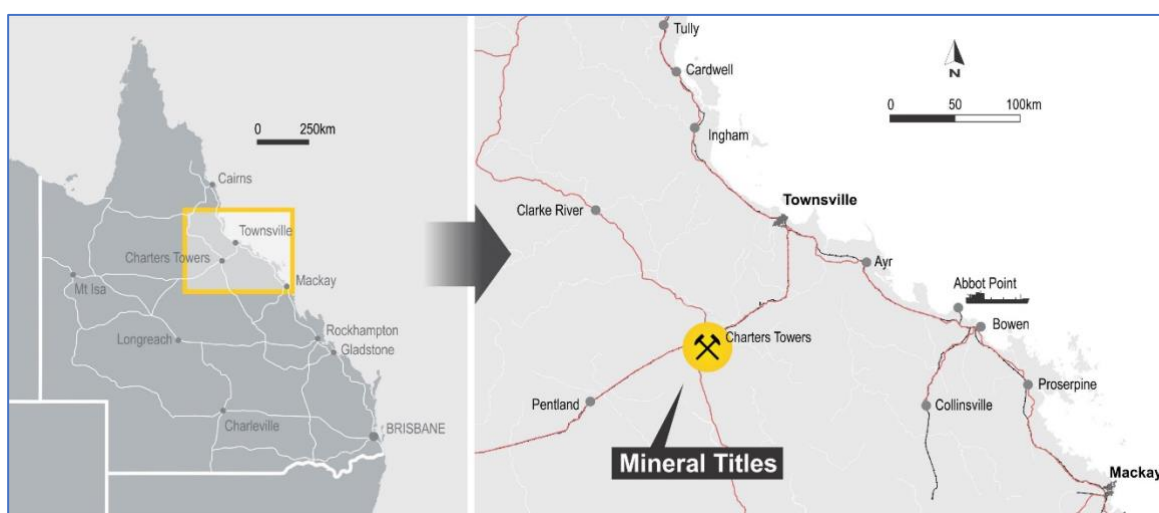 0 250km
Cairns
Townsville
Charters Towers
Mt Isa
Mackay
Longreach
Rockhampton
Gladstone
Charleville
BRISBANE
Tully
Cardwell
Ingham
N
0 50 100km
Clarke River
Townsville
Ayr
Abbot Point
Bowen
Charters Towers
Proserpine
Pentland
Collinsville
Mineral Titles
Mackay